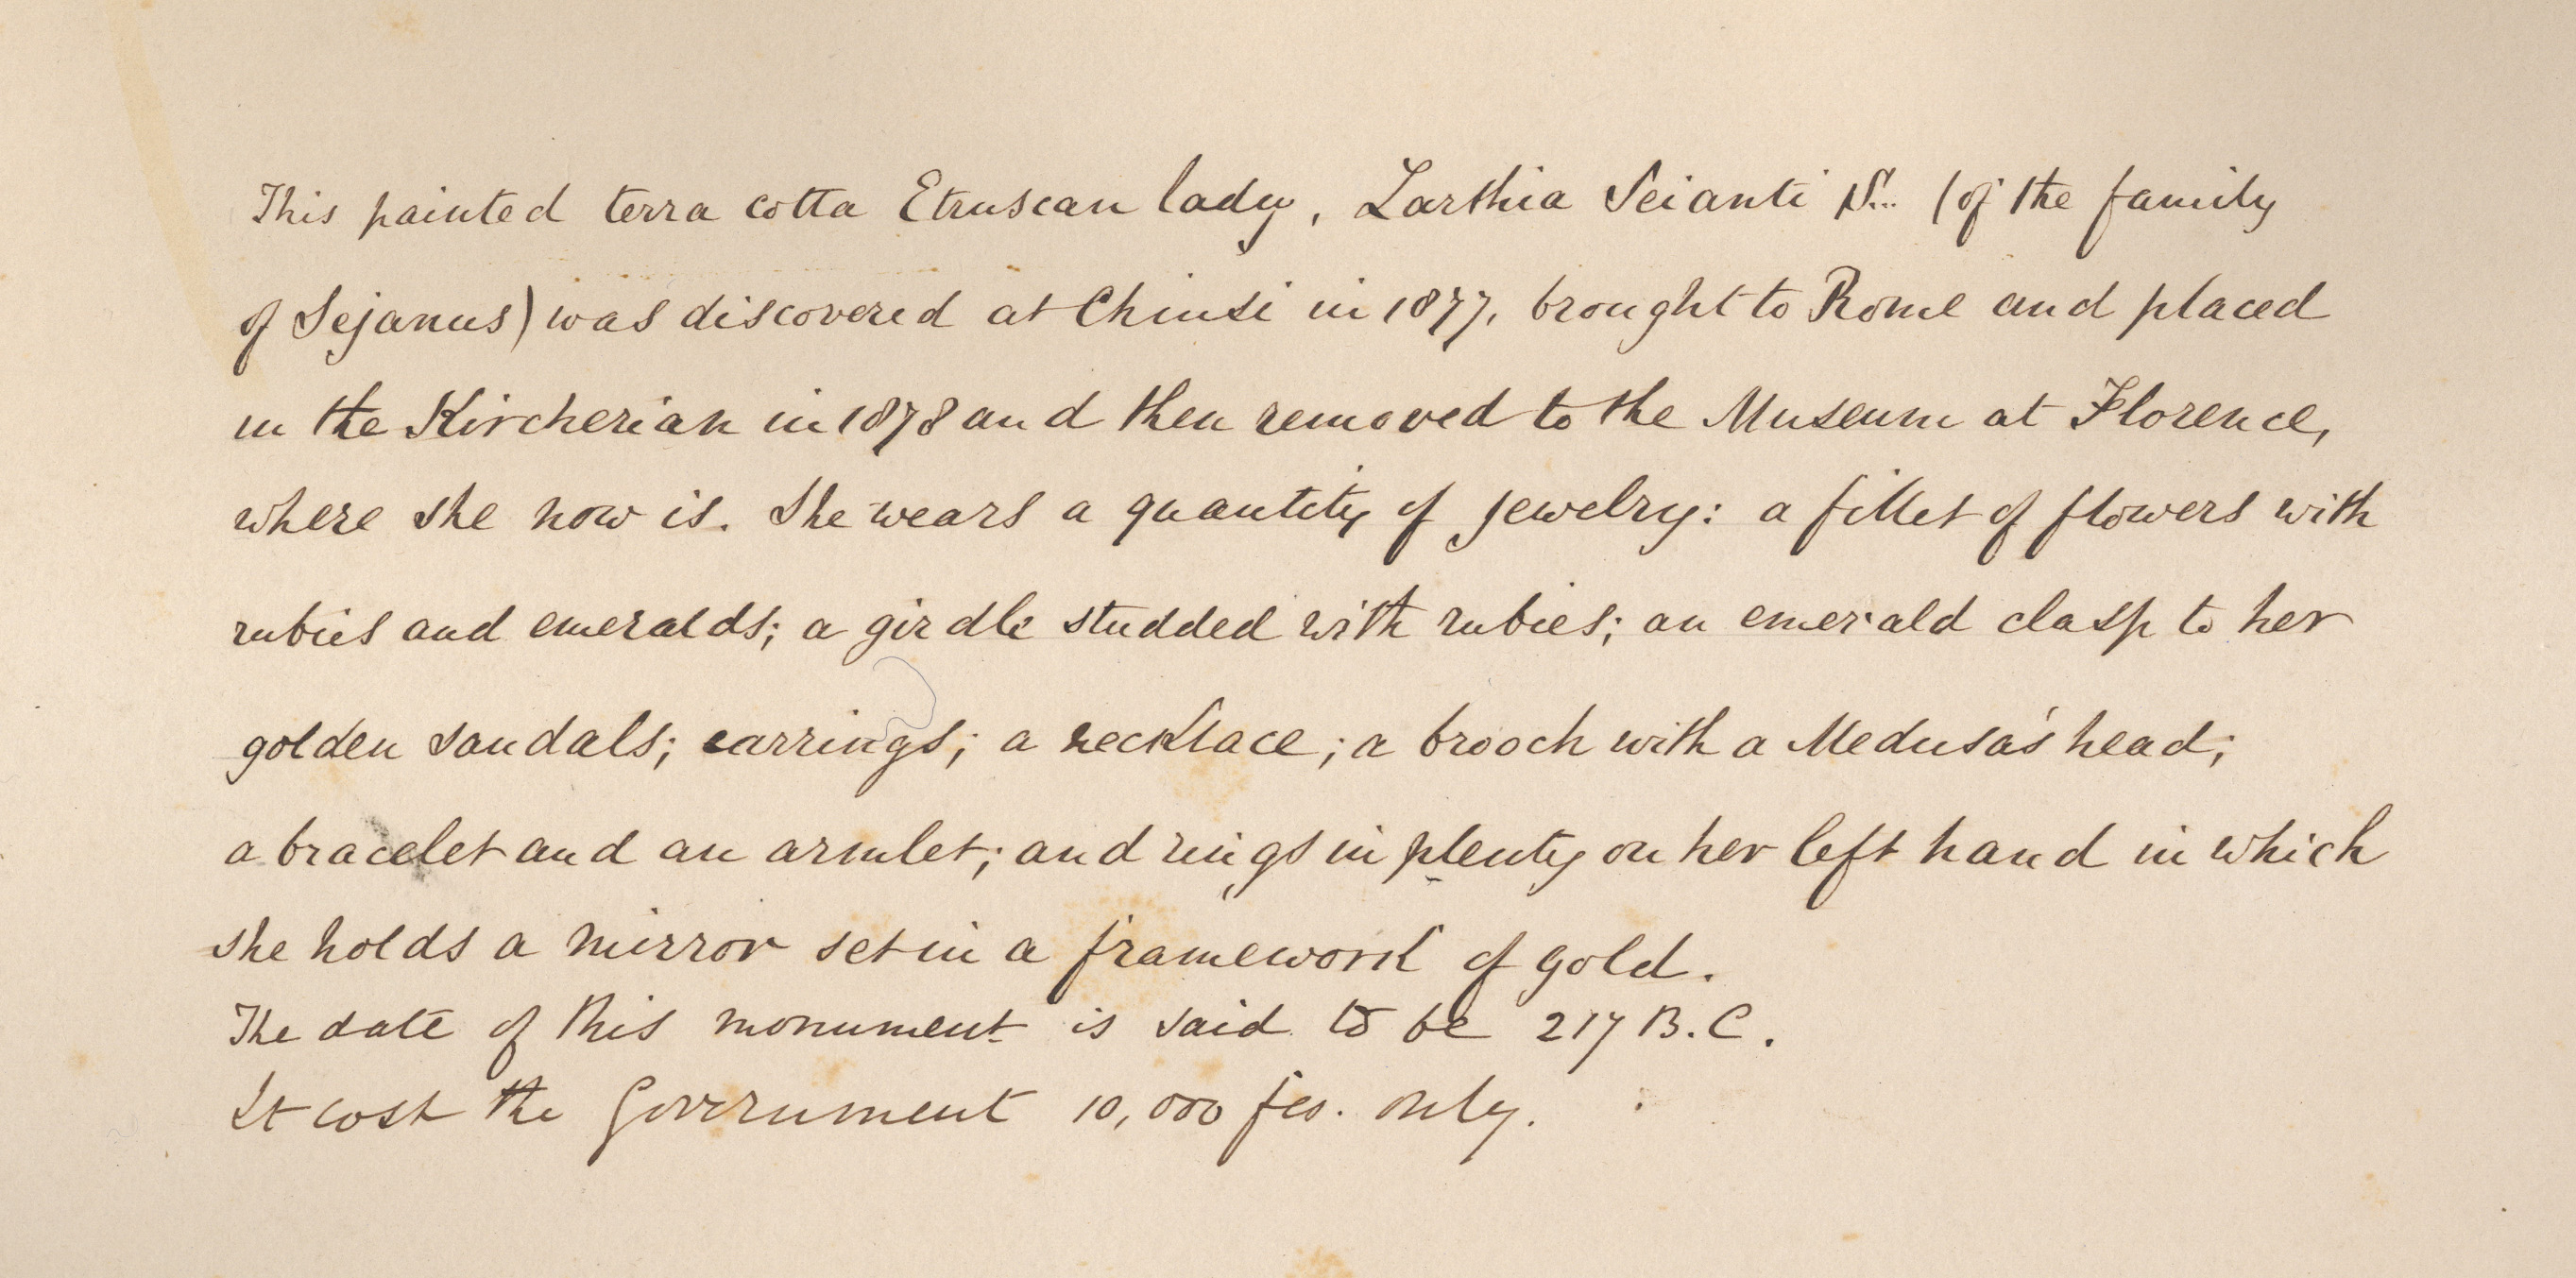 This painted terra cotta Etruscan lady, Larthia Seianti S... (of the family
of Sejanus) was discovered at Chiusi in 1877, brought to Rome and placed
in the Kircherian in 1878 and then removed to the Museum at Florence,
where she now is. She wears a quantity of jewelry: a fillet of flowers with
rubies and emeralds; a girdle studded with rubies; an emerald clasp to her
golden sandals; earrings; a necklace; a brooch with a Medusa's head;
a bracelet and an armlet; and rings in plenty on her left hand in which
she holds a mirror set in a framework of gold.
The date of this monument is said to be 217 B.C.
It cost the Government 10,000 fcs. only.